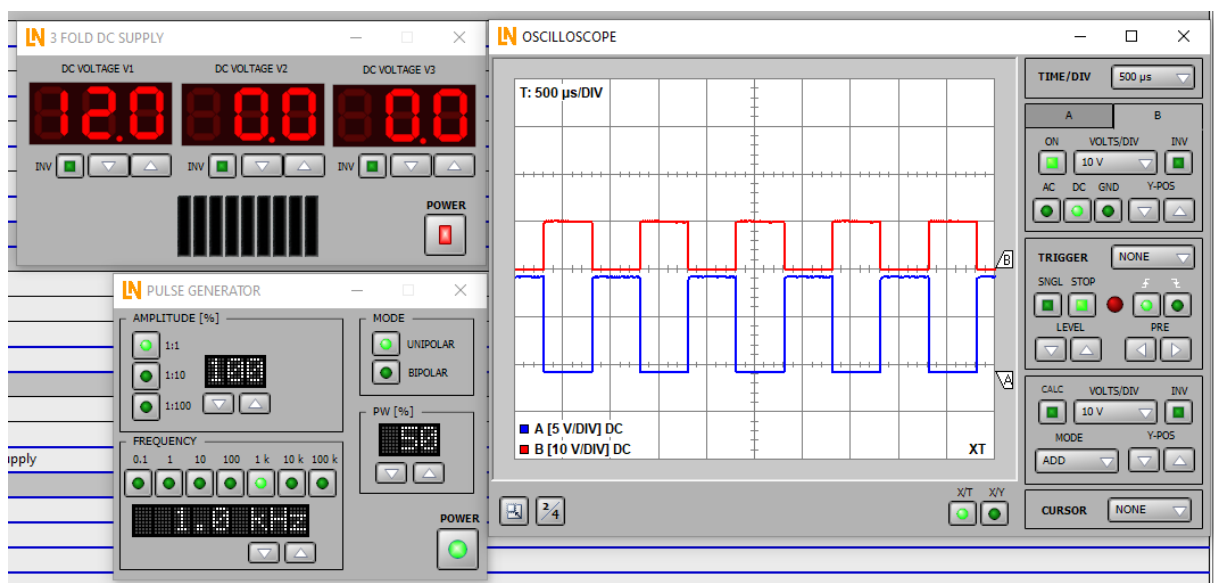 LN 3 FOLD DC SUPPLY
DC VOLTAGE V1 DC VOLTAGE V2 DC VOLTAGE V3
12.0 0.0 0.0
INV INV INV
POWER
LN PULSE GENERATOR
AMPLITUDE [%]
1:1
1:10
1:100
100
MODE
UNIPOLAR
BIPOLAR
PW [%]
50
FREQUENCY
0.1 1 10 100 1 k 10 k 100 k
1.0 kHz
POWER
upply
LN OSCILLOSCOPE
T: 500 µs/DIV
B
A
A [5 V/DIV] DC
B [10 V/DIV] DC
XT
2/4
X/T X/Y
TIME/DIV 500 µs
A B
ON VOLTS/DIV INV
10 V
AC DC GND Y-POS
TRIGGER NONE
SNGL STOP
LEVEL PRE
CALC VOLTS/DIV INV
10 V
MODE Y-POS
ADD
CURSOR NONE